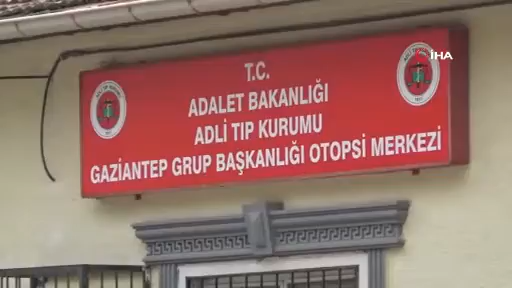 İHA
T.C.
ADALET BAKANLIĞI
ADLİ TIP KURUMU
GAZİANTEP GRUP BAŞKANLIĞI OTOPSİ MERKEZİ